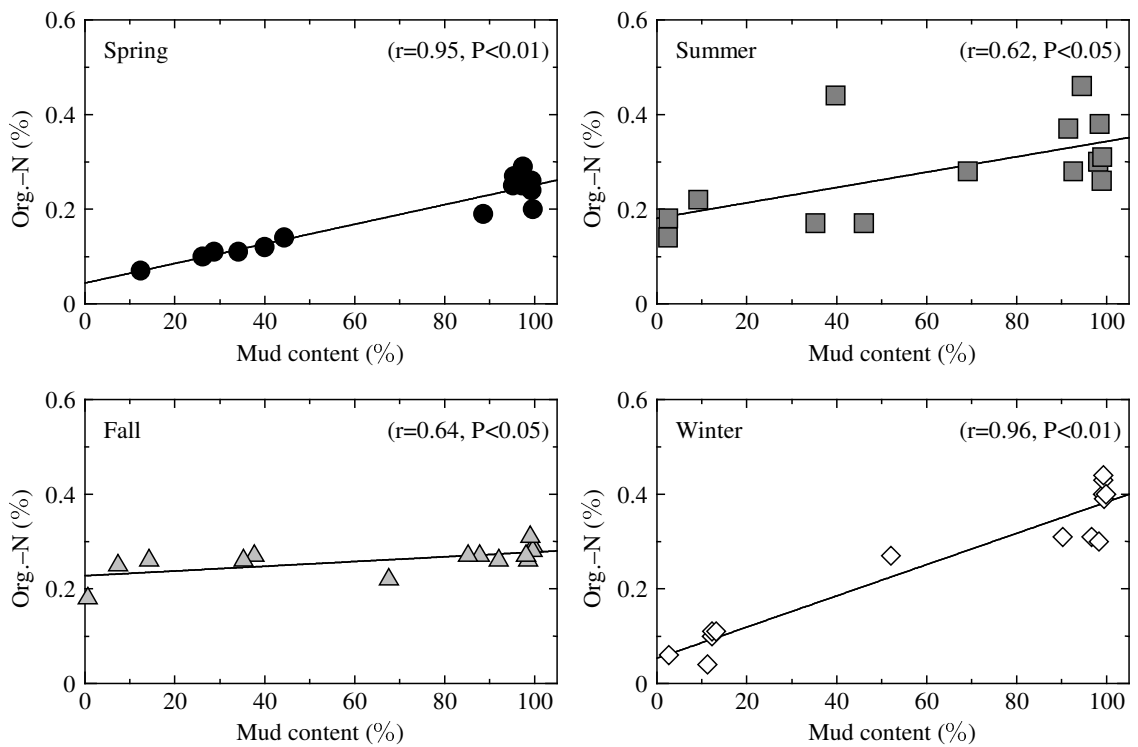 0.6
Spring (r=0.95, P<0.01)
0.4
0.2
0
Org.–N (%)
0 20 40 60 80 100
Mud content (%)
0.6
Summer (r=0.62, P<0.05)
0.4
0.2
0
Org.–N (%)
0 20 40 60 80 100
Mud content (%)
0.6
Fall (r=0.64, P<0.05)
0.4
0.2
0
Org.–N (%)
0 20 40 60 80 100
Mud content (%)
0.6
Winter (r=0.96, P<0.01)
0.4
0.2
0
Org.–N (%)
0 20 40 60 80 100
Mud content (%)